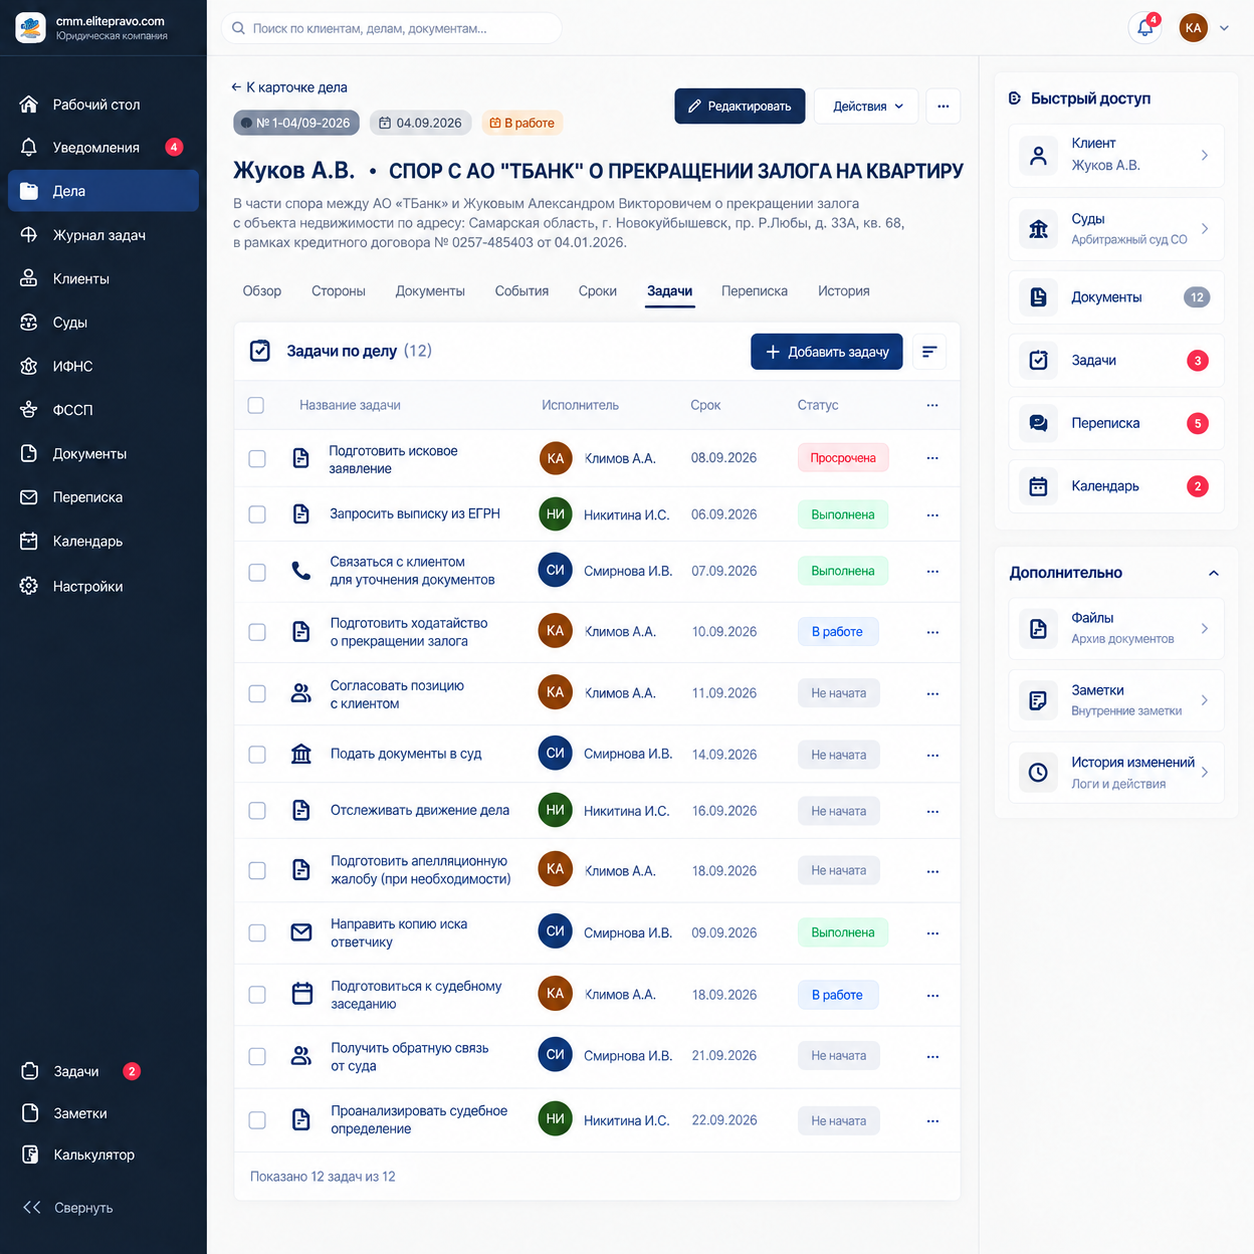 cmm.elitepravo.com
Юридическая компания
Рабочий стол
Уведомления 4
Дела
Журнал задач
Клиенты
Суды
ИФНС
ФССП
Документы
Переписка
Календарь
Настройки
Задачи 2
Заметки
Калькулятор
Свернуть
Поиск по клиентам, делам, документам...
4
КА
← К карточке дела
№ 1-04/09-2026 04.09.2026 В работе
Редактировать Действия ...
Жуков А.В. • СПОР С АО "ТБАНК" О ПРЕКРАЩЕНИИ ЗАЛОГА НА КВАРТИРУ
В части спора между АО «ТБанк» и Жуковым Александром Викторовичем о прекращении залога
с объекта недвижимости по адресу: Самарская область, г. Новокуйбышевск, пр. Р.Любы, д. 33А, кв. 68,
в рамках кредитного договора № 0257-485403 от 04.01.2026.
Обзор Стороны Документы События Сроки Задачи Переписка История
Задачи по делу (12)
+ Добавить задачу
Название задачи Исполнитель Срок Статус ...
Подготовить исковое
заявление
КА Климов А.А. 08.09.2026 Просрочена ...
Запросить выписку из ЕГРН НИ Никитина И.С. 06.09.2026 Выполнена ...
Связаться с клиентом
для уточнения документов
СИ Смирнова И.В. 07.09.2026 Выполнена ...
Подготовить ходатайство
о прекращении залога
КА Климов А.А. 10.09.2026 В работе ...
Согласовать позицию
с клиентом
КА Климов А.А. 11.09.2026 Не начата ...
Подать документы в суд СИ Смирнова И.В. 14.09.2026 Не начата ...
Отслеживать движение дела НИ Никитина И.С. 16.09.2026 Не начата ...
Подготовить апелляционную
жалобу (при необходимости)
КА Климов А.А. 18.09.2026 Не начата ...
Направить копию иска
ответчику
СИ Смирнова И.В. 09.09.2026 Выполнена ...
Подготовиться к судебному
заседанию
КА Климов А.А. 18.09.2026 В работе ...
Получить обратную связь
от суда
СИ Смирнова И.В. 21.09.2026 Не начата ...
Проанализировать судебное
определение
НИ Никитина И.С. 22.09.2026 Не начата ...
Показано 12 задач из 12
Быстрый доступ
Клиент
Жуков А.В.
Суды
Арбитражный суд СО
Документы 12
Задачи 3
Переписка 5
Календарь 2
Дополнительно
Файлы
Архив документов
Заметки
Внутренние заметки
История изменений
Логи и действия